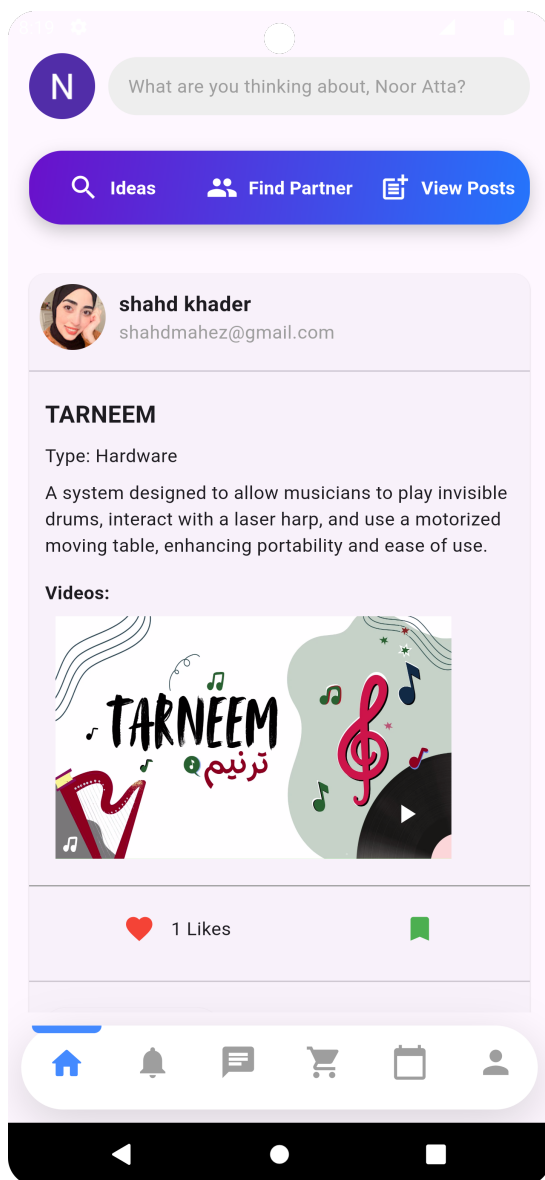 N
What are you thinking about, Noor Atta?
Ideas
Find Partner
View Posts
shahd khader
shahdmahez@gmail.com
TARNEEM
Type: Hardware
A system designed to allow musicians to play invisible
drums, interact with a laser harp, and use a motorized
moving table, enhancing portability and ease of use.
Videos:
TARNEEM
ترنيم
1 Likes